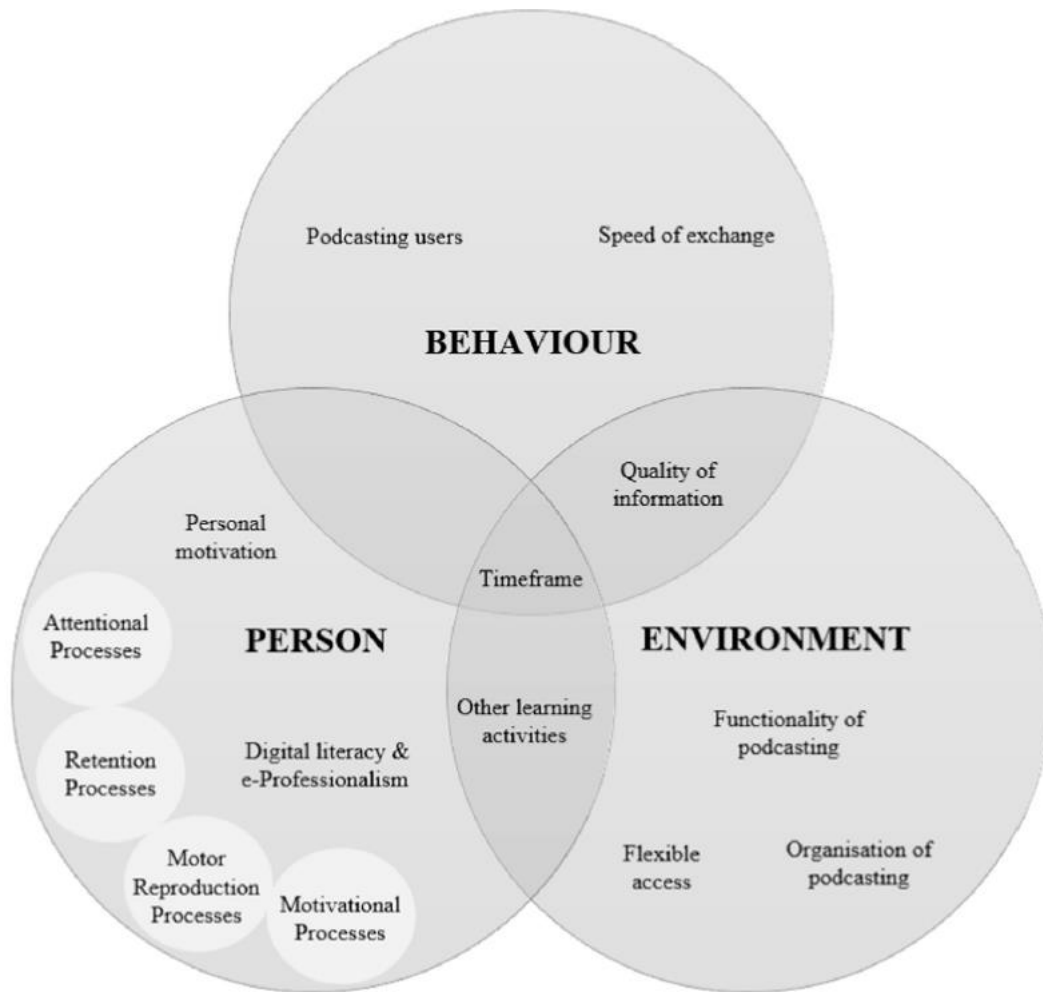 Podcasting users
Speed of exchange
BEHAVIOUR
Quality of
information
Personal
motivation
Timeframe
Attentional
Processes
PERSON
ENVIRONMENT
Other learning
activities
Functionality of
podcasting
Retention
Processes
Digital literacy &
e-Professionalism
Flexible
access
Organisation of
podcasting
Motor
Reproduction
Processes
Motivational
Processes